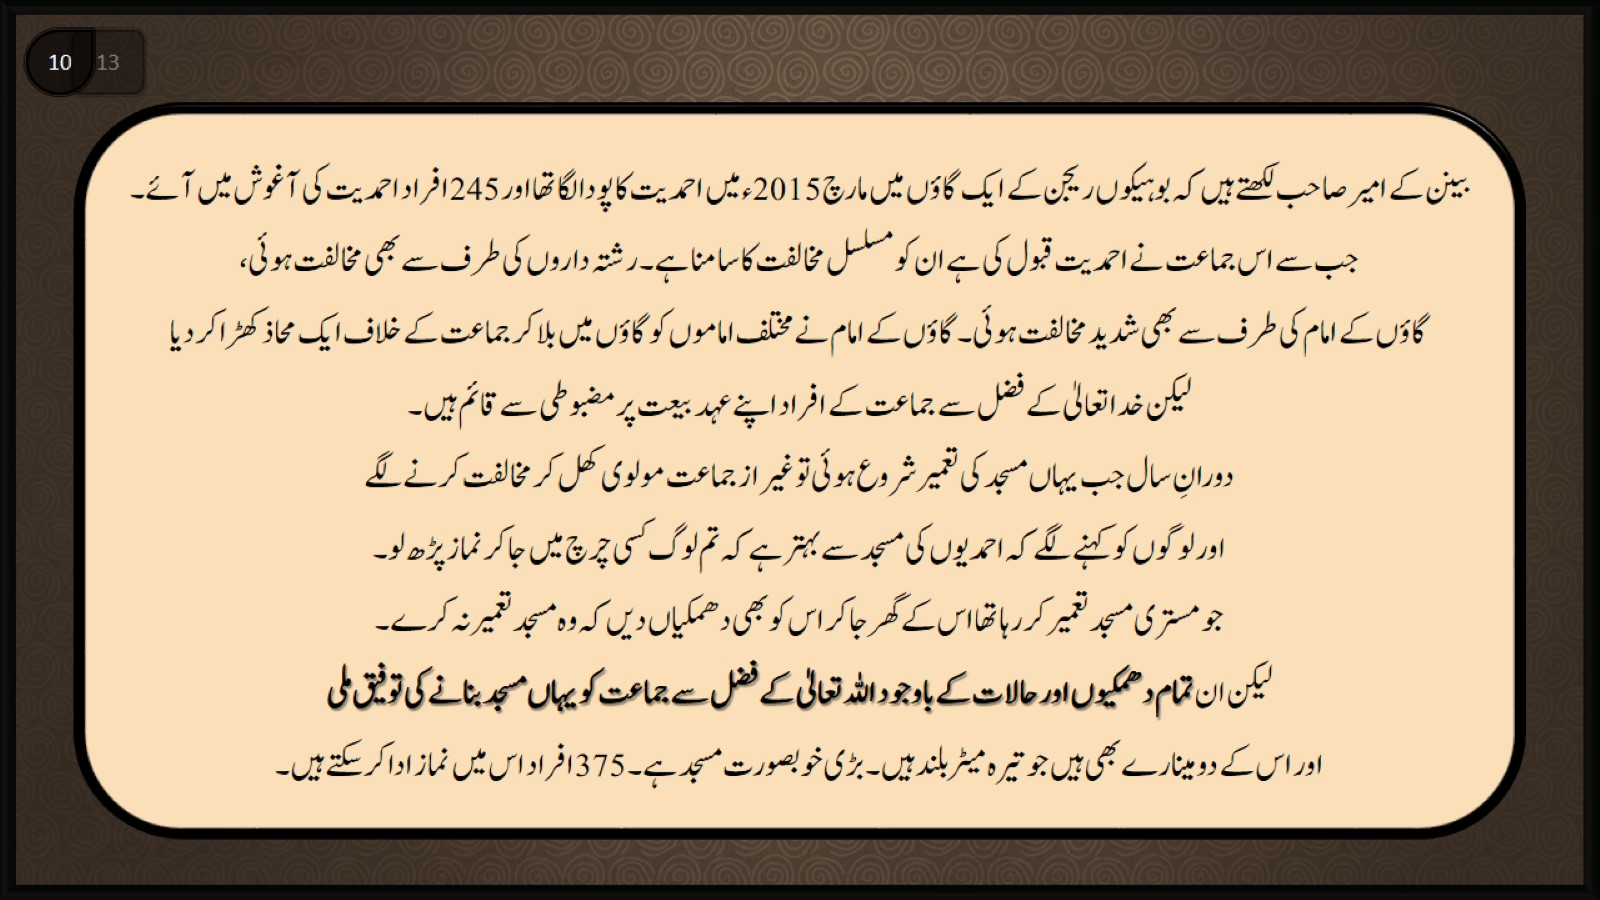 10 13
بینن کے امیر صاحب لکھتے ہیں کہ بوہیکوں ریجن کے ایک گاؤں میں مارچ 2015ء میں احمدیت کا پودا لگا تھا اور 245 افراد احمدیت کی آغوش میں آئے۔
جب سے اس جماعت نے احمدیت قبول کی ہے ان کو مسلسل مخالفت کا سامنا ہے۔ رشتہ داروں کی طرف سے بھی مخالفت ہوئی،
گاؤں کے امام کی طرف سے بھی شدید مخالفت ہوئی۔ گاؤں کے امام نے مختلف اماموں کو گاؤں میں بلا کر جماعت کے خلاف ایک محاذ کھڑا کر دیا
لیکن خدا تعالیٰ کے فضل سے جماعت کے افراد اپنے عہد بیعت پر مضبوطی سے قائم ہیں۔
دورانِ سال جب یہاں مسجد کی تعمیر شروع ہوئی تو غیر از جماعت مولوی کھل کر مخالفت کرنے لگے
اور لوگوں کو کہنے لگے کہ احمدیوں کی مسجد سے بہتر ہے کہ تم لوگ کسی چرچ میں جا کر نماز پڑھ لو۔
جو مستری مسجد تعمیر کر رہا تھا اس کے گھر جا کر اس کو بھی دھمکیاں دیں کہ وہ مسجد تعمیر نہ کرے۔
لیکن ان تمام دھمکیوں اور حالات کے باوجود اللہ تعالیٰ کے فضل سے جماعت کو یہاں مسجد بنانے کی توفیق ملی
اور اس کے دو مینارے بھی ہیں جو تیرہ میٹر بلند ہیں۔ بڑی خوبصورت مسجد ہے۔ 375 افراد اس میں نماز ادا کر سکتے ہیں۔